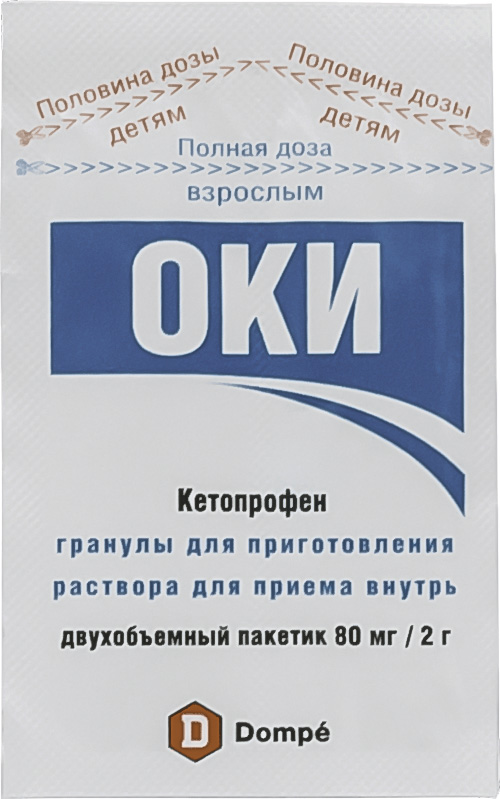 Половина дозы
детям
Половина дозы
детям
Полная доза
взрослым
ОКИ
Кетопрофен
гранулы для приготовления
раствора для приема внутрь
двухобъемный пакетик 80 мг / 2 г
D Dompé